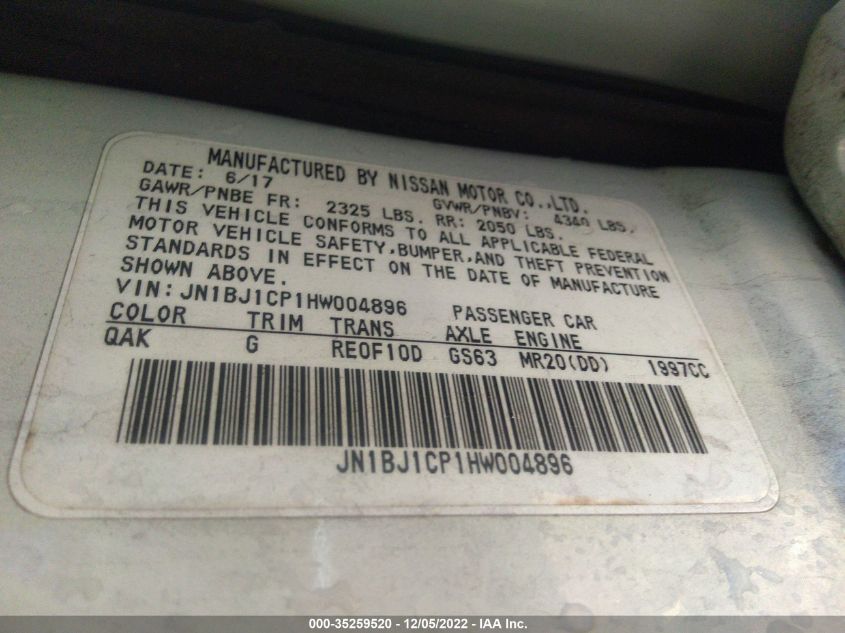 MANUFACTURED BY NISSAN MOTOR CO.,LTD.
DATE: 6/17 GVWR/PNBV: 4340 LBS.
GAWR/PNBE FR: 2325 LBS. RR: 2050 LBS.
THIS VEHICLE CONFORMS TO ALL APPLICABLE FEDERAL
MOTOR VEHICLE SAFETY,BUMPER,AND THEFT PREVENTION
STANDARDS IN EFFECT ON THE DATE OF MANUFACTURE
SHOWN ABOVE.
VIN:JN1BJ1CP1HW004896 PASSENGER CAR
COLOR TRIM TRANS AXLE ENGINE
QAK G RE0F10D GS63 MR20(DD) 1997CC
JN1BJ1CP1HW004896
000-35259520 - 12/05/2022 - IAA Inc.